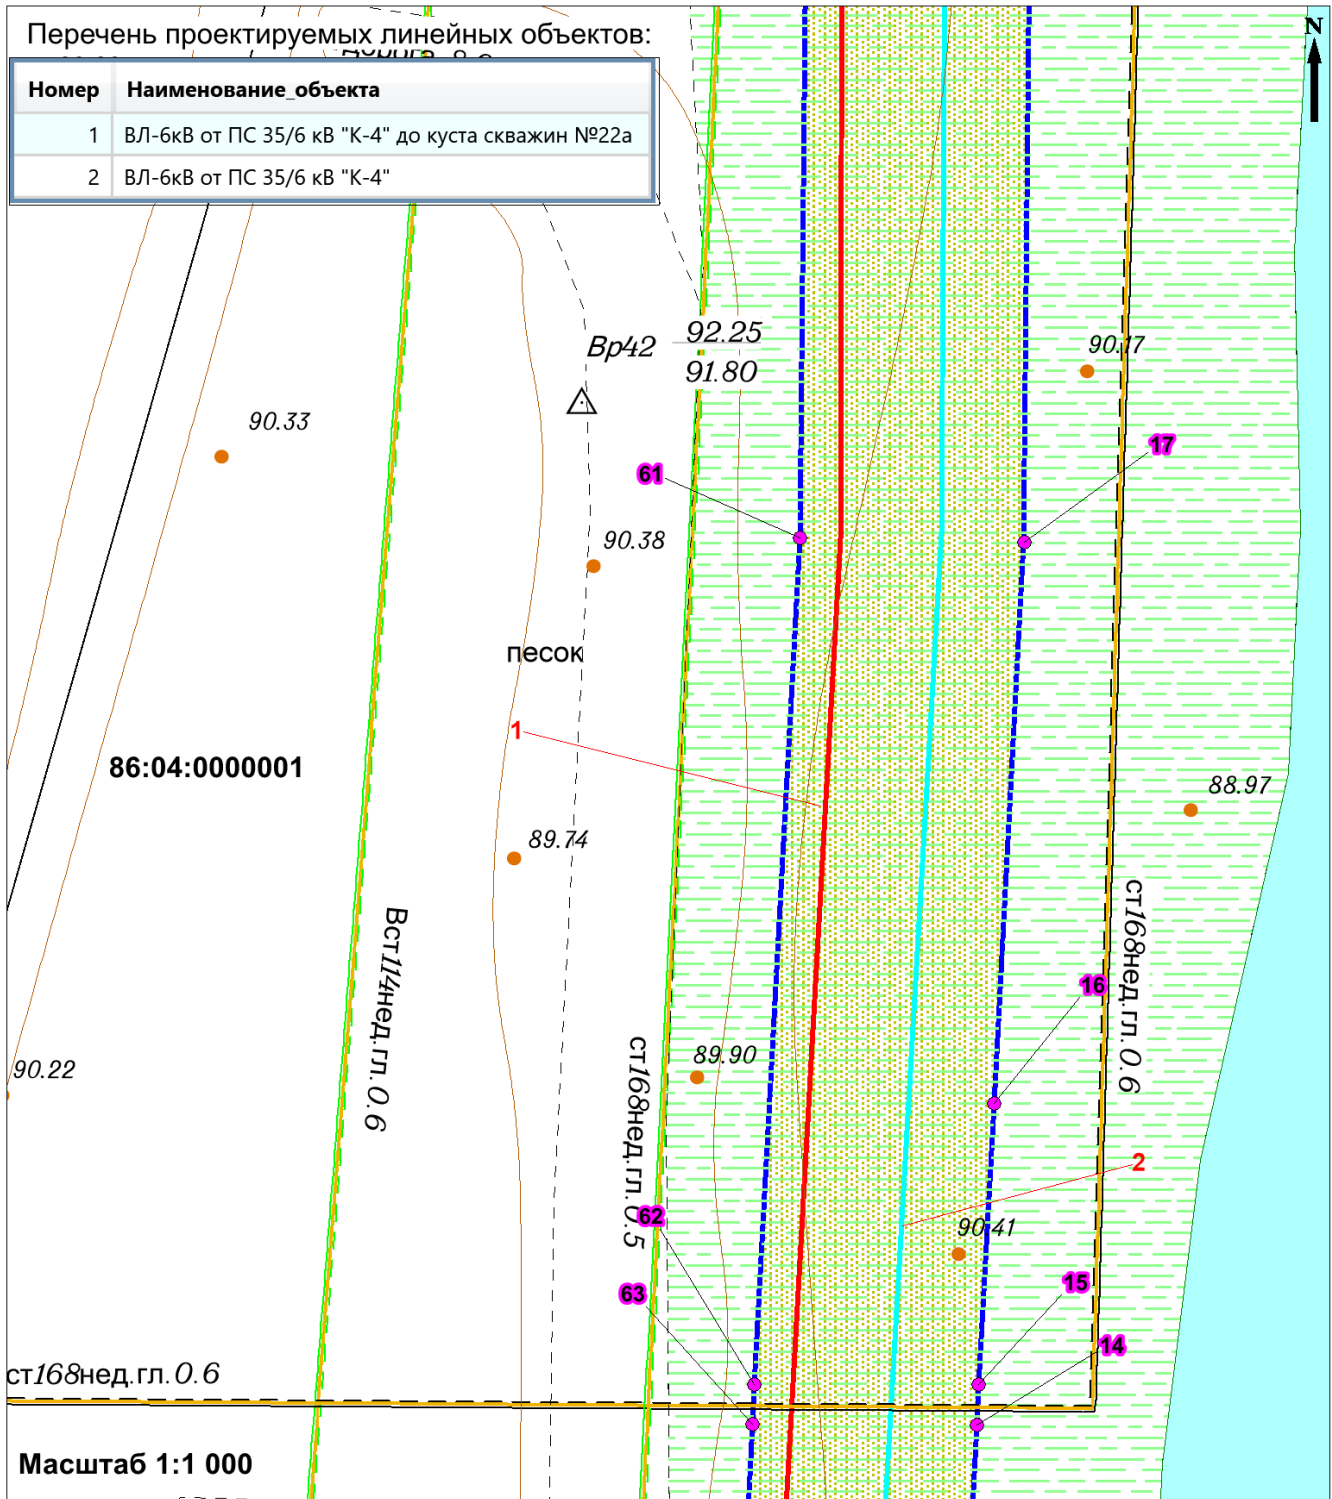 Перечень проектируемых линейных объектов:
N
Номер Наименование_объекта
1 ВЛ-6кВ от ПС 35/6 кВ "К-4" до куста скважин №22а
2 ВЛ-6кВ от ПС 35/6 кВ "К-4"
Вр42 92.25
91.80
90.17
90.33
17
61
90.38
песок
1
86:04:0000001
88.97
89.74
Вст114нед.гл.0.6
ст168нед.гл.0.6
16
ст168нед.гл.0.5
89.90
90.22
2
62
90.41
15
63
14
ст168нед.гл.0.6
Масштаб 1:1 000